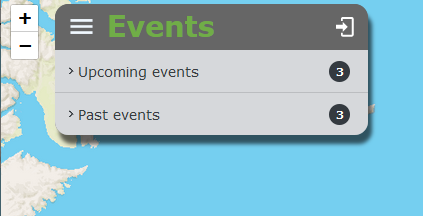 +
−
Events
Upcoming events 3
Past events 3